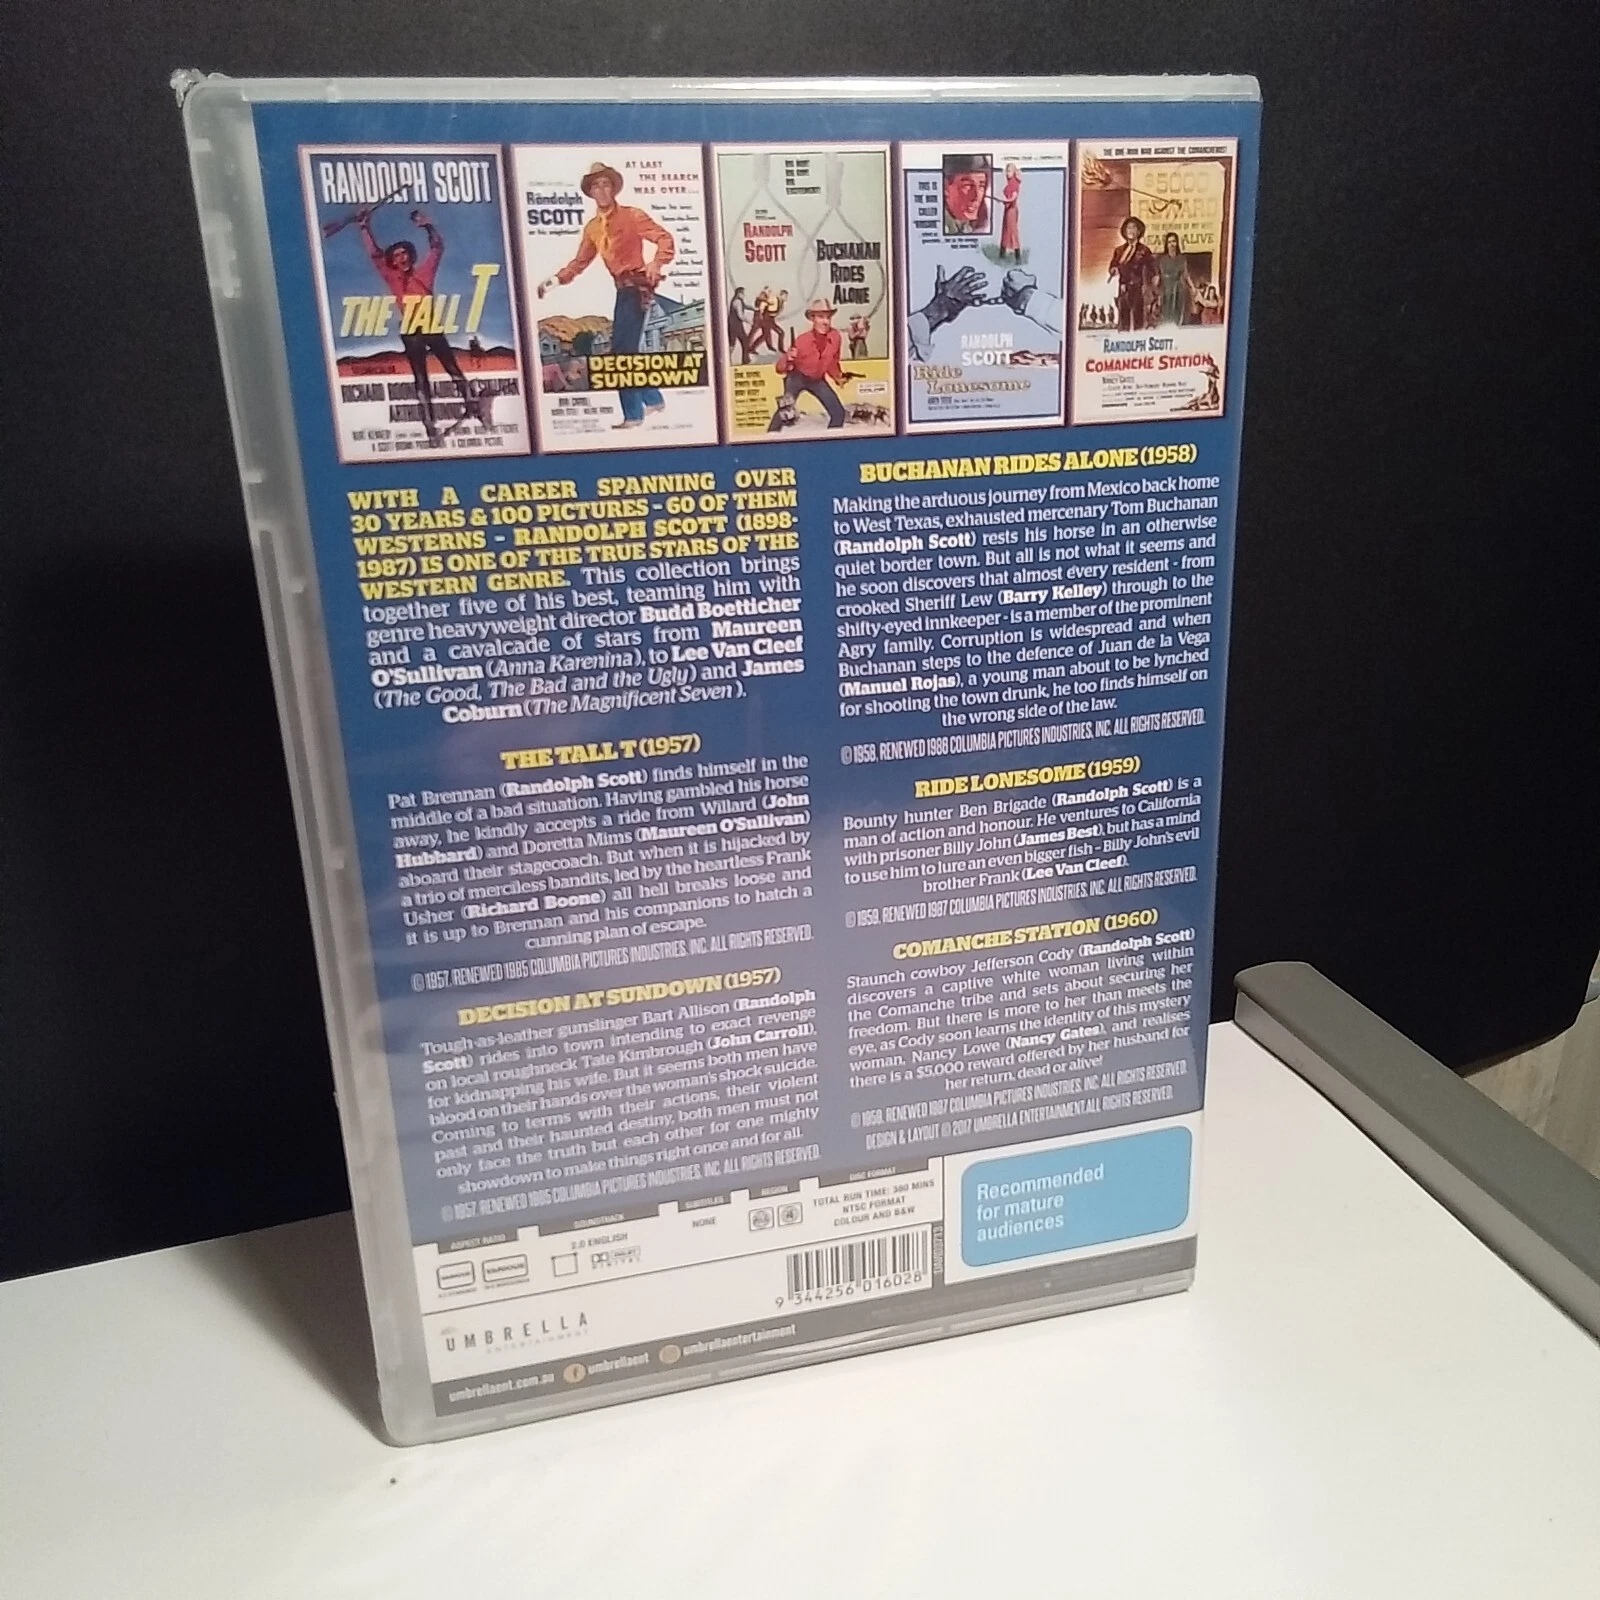 RANDOLPH SCOTT
THE TALL T
AT LAST
THE SEARCH
WAS OVER...
Randolph
SCOTT
DECISION AT
SUNDOWN
RANDOLPH
SCOTT
BUCHANAN
RIDES
ALONE
THIS IS
THE MAN
CALLED
RANDOLPH
SCOTT
Ride
Lonesome
THE ONE-MAN WAR AGAINST THE COMANCHEROS!
$5000
REWARD
ALIVE
RANDOLPH SCOTT
COMANCHE STATION
NANCY GATES
WITH A CAREER SPANNING OVER
30 YEARS & 100 PICTURES - 60 OF THEM
WESTERNS - RANDOLPH SCOTT (1898-
1987) IS ONE OF THE TRUE STARS OF THE
WESTERN GENRE. This collection brings
together five of his best, teaming him with
genre heavyweight director Budd Boetticher
and a cavalcade of stars from Maureen
O'Sullivan (Anna Karenina), to Lee Van Cleef
(The Good, The Bad and the Ugly) and James
Coburn (The Magnificent Seven).
THE TALL T (1957)
Pat Brennan (Randolph Scott) finds himself in the
middle of a bad situation. Having gambled his horse
away, he kindly accepts a ride from Willard (John
Hubbard) and Doretta Mims (Maureen O'Sullivan)
aboard their stagecoach. But when it is hijacked by
a trio of merciless bandits, led by the heartless Frank
Usher (Richard Boone) all hell breaks loose and
it is up to Brennan and his companions to hatch a
cunning plan of escape.
© 1957, RENEWED 1985 COLUMBIA PICTURES INDUSTRIES, INC. ALL RIGHTS RESERVED.
DECISION AT SUNDOWN (1957)
Tough-as-leather gunslinger Bart Allison (Randolph
Scott) rides into town intending to exact revenge
on local roughneck Tate Kimbrough (John Carroll),
for kidnapping his wife. But it seems both men have
blood on their hands over the woman's shock suicide.
Coming to terms with their actions, their violent
past and their haunted destiny, both men must not
only face the truth but each other for one mighty
showdown to make things right once and for all.
© 1957, RENEWED 1985 COLUMBIA PICTURES INDUSTRIES, INC. ALL RIGHTS RESERVED.
BUCHANAN RIDES ALONE (1958)
Making the arduous journey from Mexico back home
to West Texas, exhausted mercenary Tom Buchanan
(Randolph Scott) rests his horse in an otherwise
quiet border town. But all is not what it seems and
he soon discovers that almost every resident - from
crooked Sheriff Lew (Barry Kelley) through to the
shifty-eyed innkeeper - is a member of the prominent
Agry family. Corruption is widespread and when
Buchanan steps to the defence of Juan de la Vega
(Manuel Rojas), a young man about to be lynched
for shooting the town drunk, he too finds himself on
the wrong side of the law.
© 1958, RENEWED 1986 COLUMBIA PICTURES INDUSTRIES, INC. ALL RIGHTS RESERVED.
RIDE LONESOME (1959)
Bounty hunter Ben Brigade (Randolph Scott) is a
man of action and honour. He ventures to California
with prisoner Billy John (James Best), but has a mind
to use him to lure an even bigger fish - Billy John's evil
brother Frank (Lee Van Cleef).
© 1959, RENEWED 1987 COLUMBIA PICTURES INDUSTRIES, INC. ALL RIGHTS RESERVED.
COMANCHE STATION (1960)
Staunch cowboy Jefferson Cody (Randolph Scott)
discovers a captive white woman living within
the Comanche tribe and sets about securing her
freedom. But there is more to her than meets the
eye, as Cody soon learns the identity of this mystery
woman, Nancy Lowe (Nancy Gates), and realises
there is a $5,000 reward offered by her husband for
her return, dead or alive!
RENEWED 1987 COLUMBIA PICTURES INDUSTRIES, INC. ALL RIGHTS RESERVED.
DESIGN & LAYOUT © 2017 UMBRELLA ENTERTAINMENT. ALL RIGHTS RESERVED.
ASPECT RATIO
SOUNDTRACK
2.0 ENGLISH
DOLBY
DIGITAL
SUBTITLES
NONE
REGION
DISC FORMAT
TOTAL RUN TIME: 380 MINS
NTSC FORMAT
COLOUR AND B&W
Recommended
for mature
audiences
9 344256 016028
UMBRELLA
ENTERTAINMENT
umbrellaent.com.au
umbrellaent
umbrellaentertainment